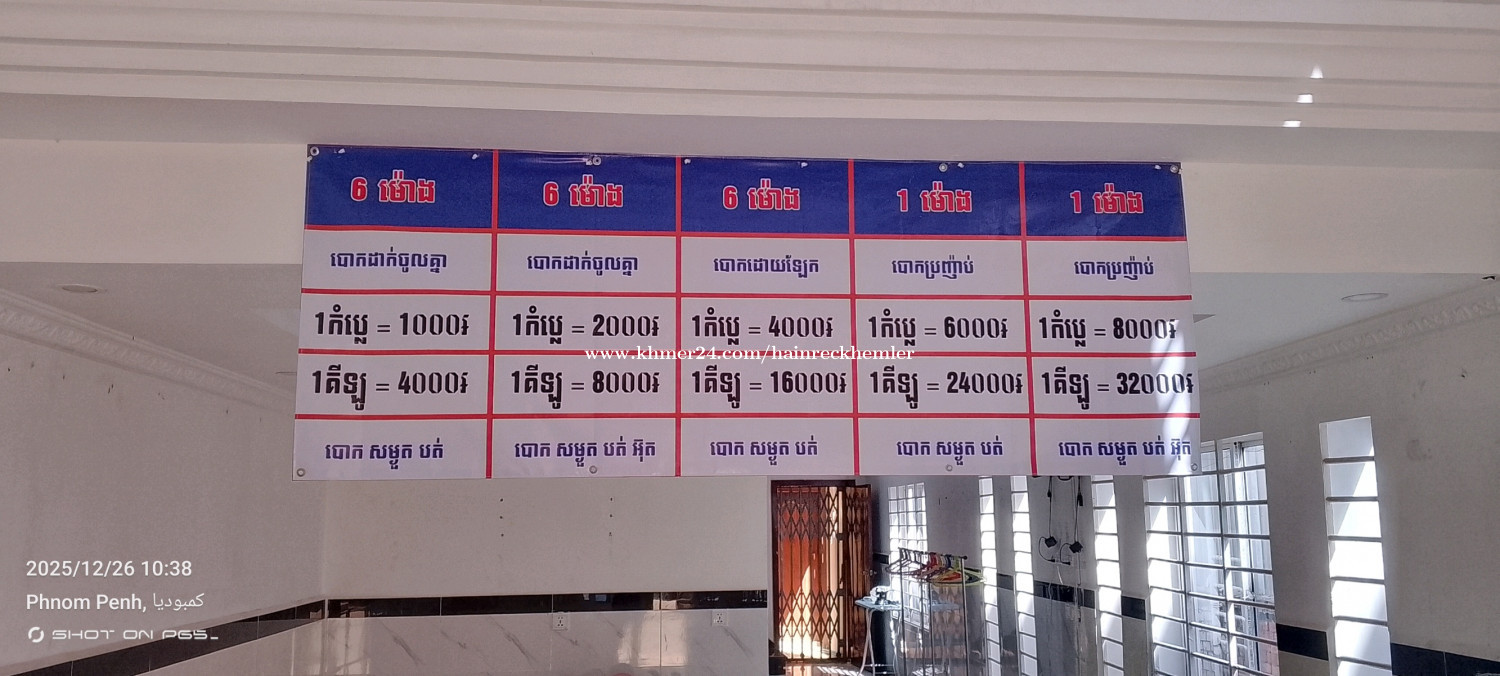 6 ម៉ោង 6 ម៉ោង 6 ម៉ោង 1 ម៉ោង 1 ម៉ោង
បោកដាក់ចូលគ្នា បោកដាក់ចូលគ្នា បោកដោយឡែក បោកប្រញ៉ាប់ បោកប្រញ៉ាប់
1កំប្លេ = 1000៛ 1កំប្លេ = 2000៛ 1កំប្លេ = 4000៛ 1កំប្លេ = 6000៛ 1កំប្លេ = 8000៛
www.khmer24.com/hainreckhemler
1គីឡូ = 4000៛ 1គីឡូ = 8000៛ 1គីឡូ = 16000៛ 1គីឡូ = 24000៛ 1គីឡូ = 32000៛
បោក សម្ងួត បត់ បោក សម្ងួត បត់ អ៊ុត បោក សម្ងួត បត់ បោក សម្ងួត បត់ បោក សម្ងួត បត់ អ៊ុត
2025/12/26 10:38
Phnom Penh, كمبوديا
SHOT ON PG5_